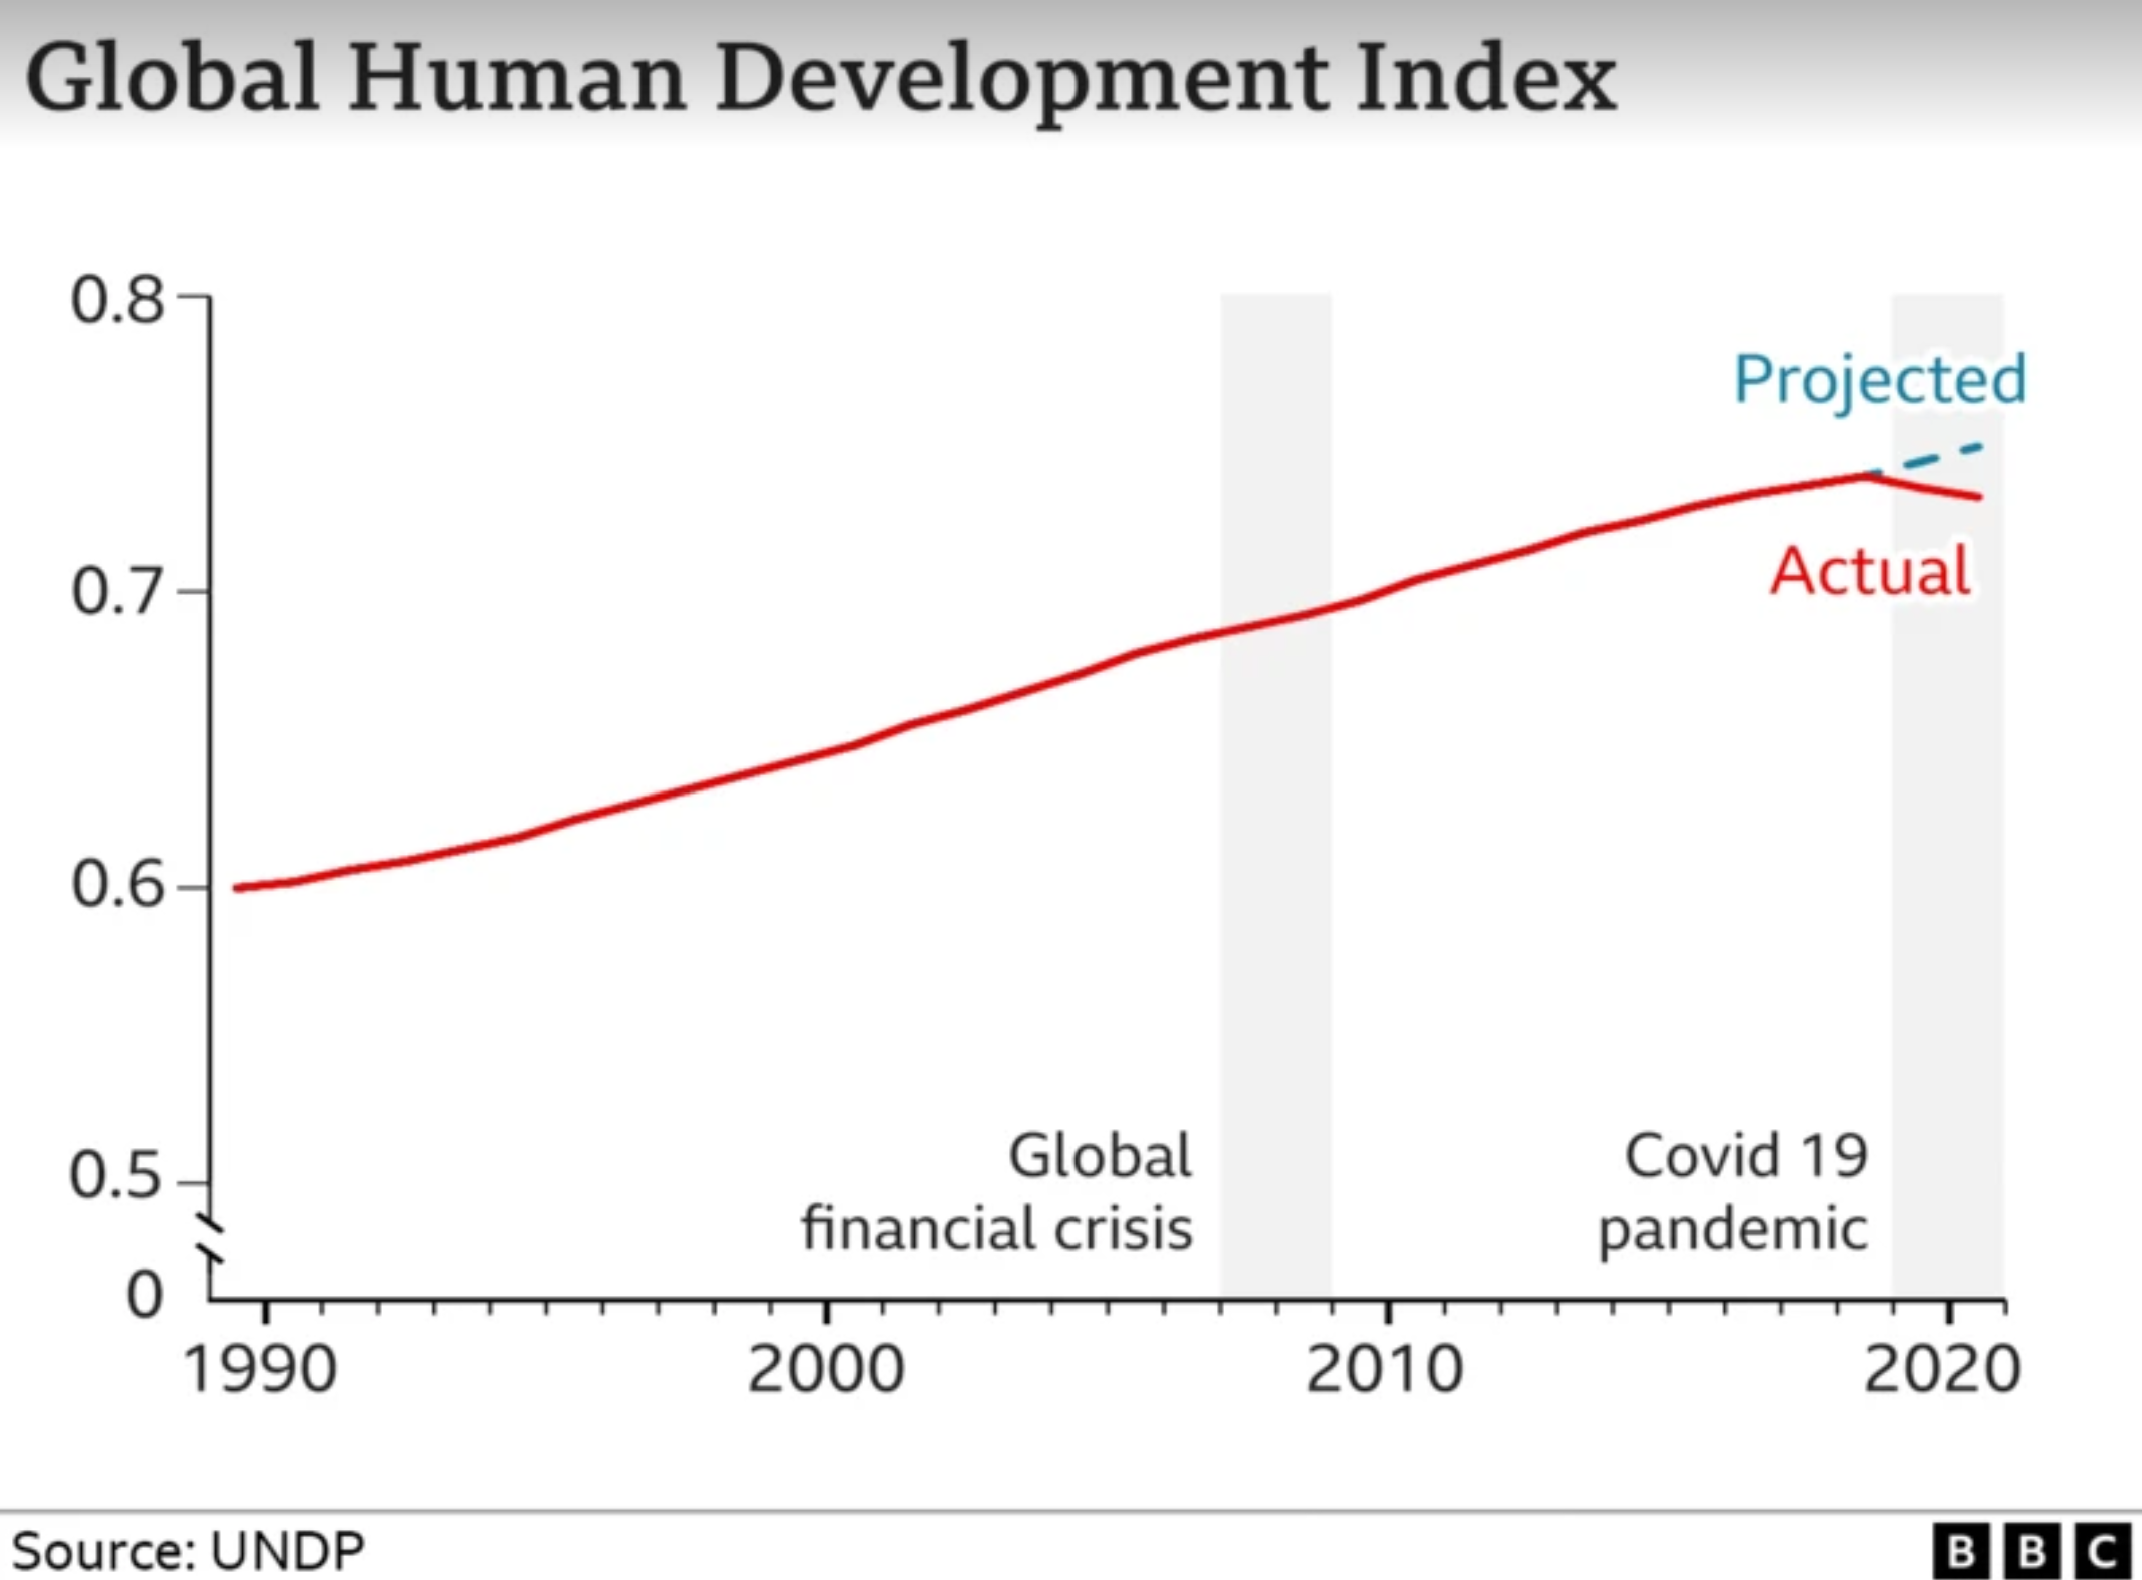 Global Human Development Index
0.8
Projected
0.7
Actual
0.6
0.5
Global
financial crisis
Covid 19
pandemic
0
1990 2000 2010 2020
Source: UNDP
BBC